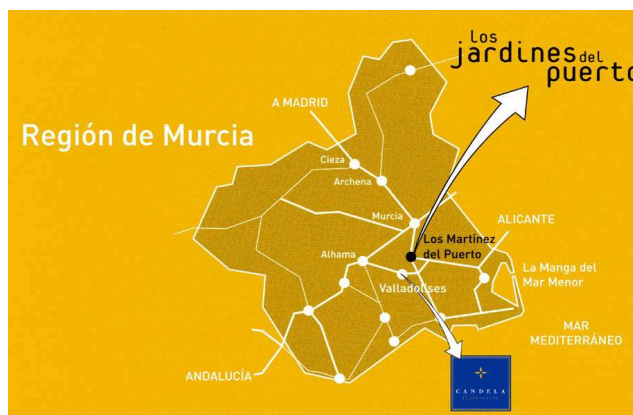 Los
jardines del
puerto
A MADRID
Región de Murcia
Cieza
Archena
Murcia
ALICANTE
Los Martínez
del Puerto
Alhama
La Manga del
Mar Menor
Valladolises
MAR
MEDITERRÁNEO
ANDALUCÍA
CANDELA